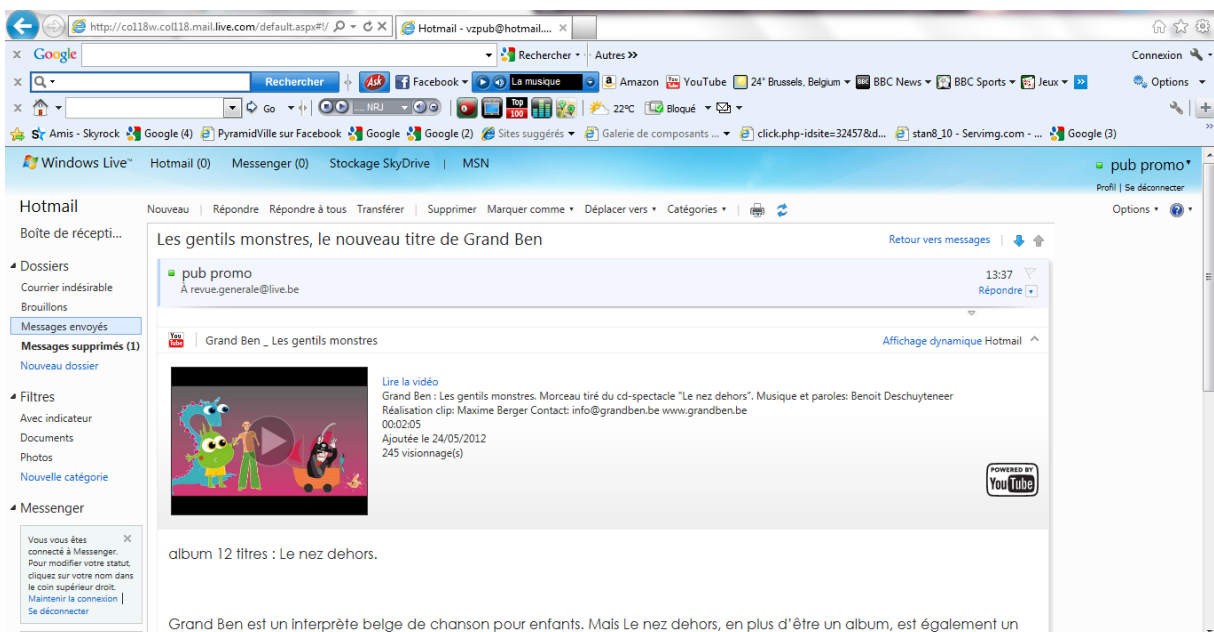 http://col118w.col118.mail.live.com/default.aspx#!/
Hotmail - vzpub@hotmail....
x Google Rechercher Autres >> Connexion
x Q Rechercher Ask Facebook La musique a Amazon YouTube 24° Brussels, Belgium BBC BBC News BBC Sports Jeux Options
x Go NRJ Top 100 22°C Bloqué
Amis - Skyrock Google (4) PyramidVille sur Facebook Google Google (2) Sites suggérés Galerie de composants ... click.php-idsite=32457&d... stan8_10 - Servimg.com - ... Google (3)
Windows Live™ Hotmail (0) Messenger (0) Stockage SkyDrive | MSN pub promo
Profil | Se déconnecter
Hotmail Nouveau | Répondre Répondre à tous Transférer | Supprimer Marquer comme Déplacer vers Catégories | Options
Boîte de récepti...
Dossiers
Courrier indésirable
Brouillons
Messages envoyés
Messages supprimés (1)
Nouveau dossier
Filtres
Avec indicateur
Documents
Photos
Nouvelle catégorie
Messenger
Vous vous êtes
connecté à Messenger.
Pour modifier votre statut,
cliquez sur votre nom dans
le coin supérieur droit.
Maintenir la connexion |
Se déconnecter
Les gentils monstres, le nouveau titre de Grand Ben Retour vers messages |
pub promo 13:37
À revue.generale@live.be Répondre
You Tube Grand Ben _ Les gentils monstres Affichage dynamique Hotmail
Lire la vidéo
Grand Ben : Les gentils monstres. Morceau tiré du cd-spectacle "Le nez dehors". Musique et paroles: Benoit Deschuyteneer
Réalisation clip: Maxime Berger Contact: info@grandben.be www.grandben.be
00:02:05
Ajoutée le 24/05/2012
245 visionnage(s)
POWERED BY
YouTube
album 12 titres : Le nez dehors.
Grand Ben est un interprète belge de chanson pour enfants. Mais Le nez dehors, en plus d'être un album, est également un